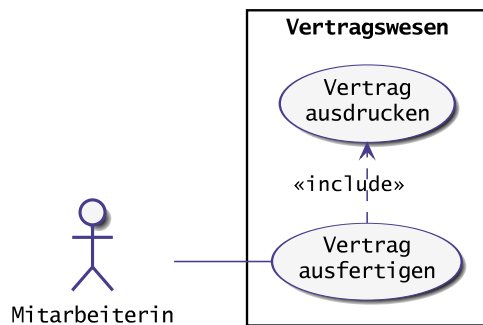 Vertragswesen
Vertrag
ausdrucken
«include»
Vertrag
ausfertigen
Mitarbeiterin